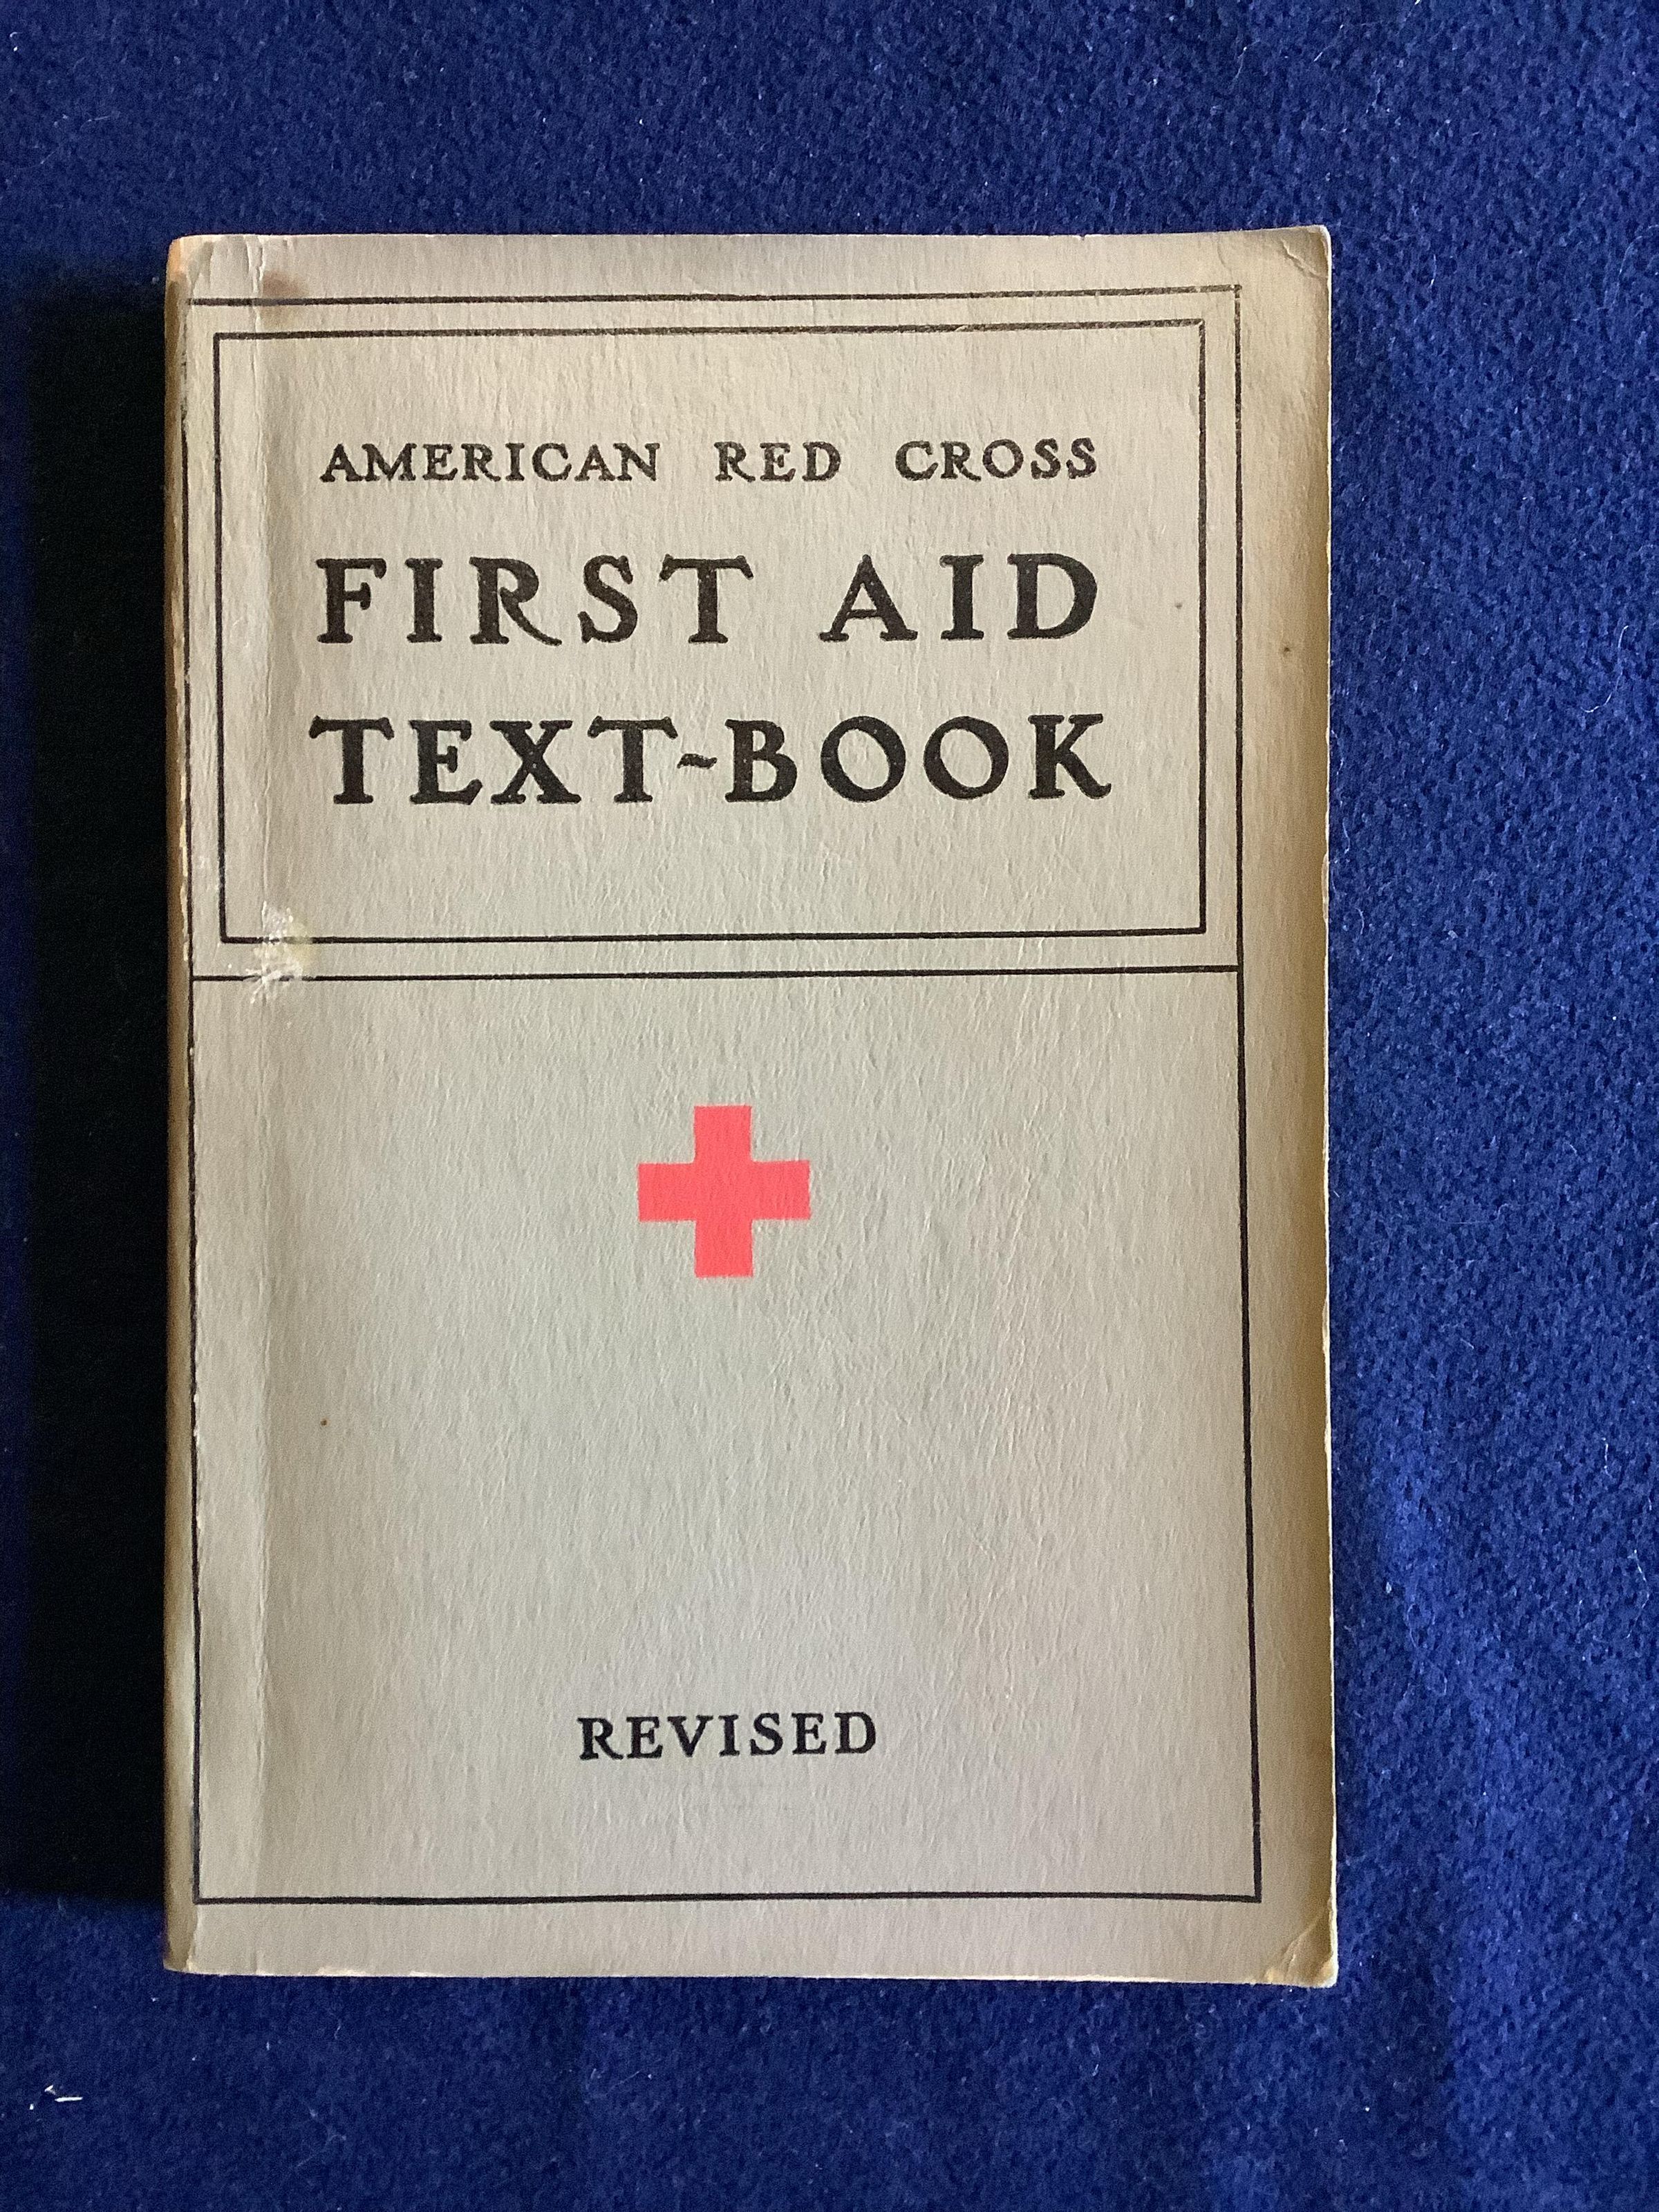 AMERICAN RED CROSS
FIRST AID
TEXT-BOOK
REVISED